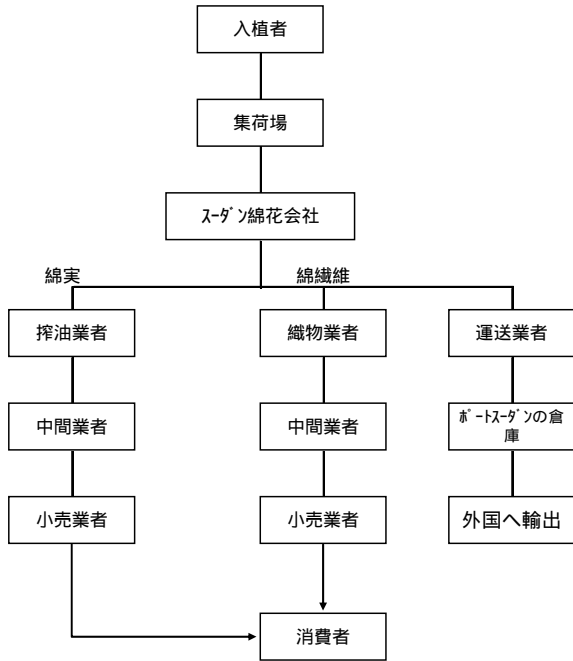 入植者
集荷場
ｽｰﾀﾞﾝ綿花会社
綿実
綿繊維
搾油業者
織物業者
運送業者
中間業者
中間業者
ﾎﾟｰﾄｽｰﾀﾞﾝの倉
庫
小売業者
小売業者
外国へ輸出
消費者